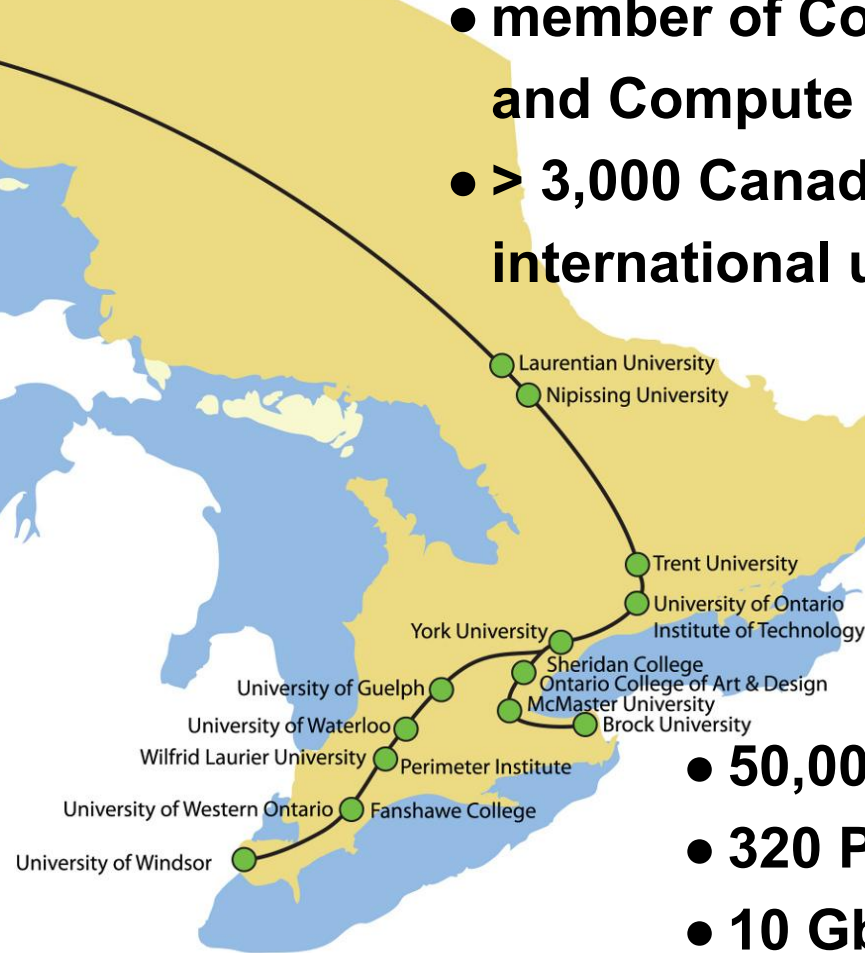 • member of Co
and Compute
• > 3,000 Canad
international u
Laurentian University
Nipissing University
Trent University
University of Ontario
Institute of Technology
York University
Sheridan College
Ontario College of Art & Design
University of Guelph
McMaster University
University of Waterloo
Brock University
Wilfrid Laurier University
Perimeter Institute
• 50,00
University of Western Ontario
Fanshawe College
• 320 P
University of Windsor
• 10 Gb